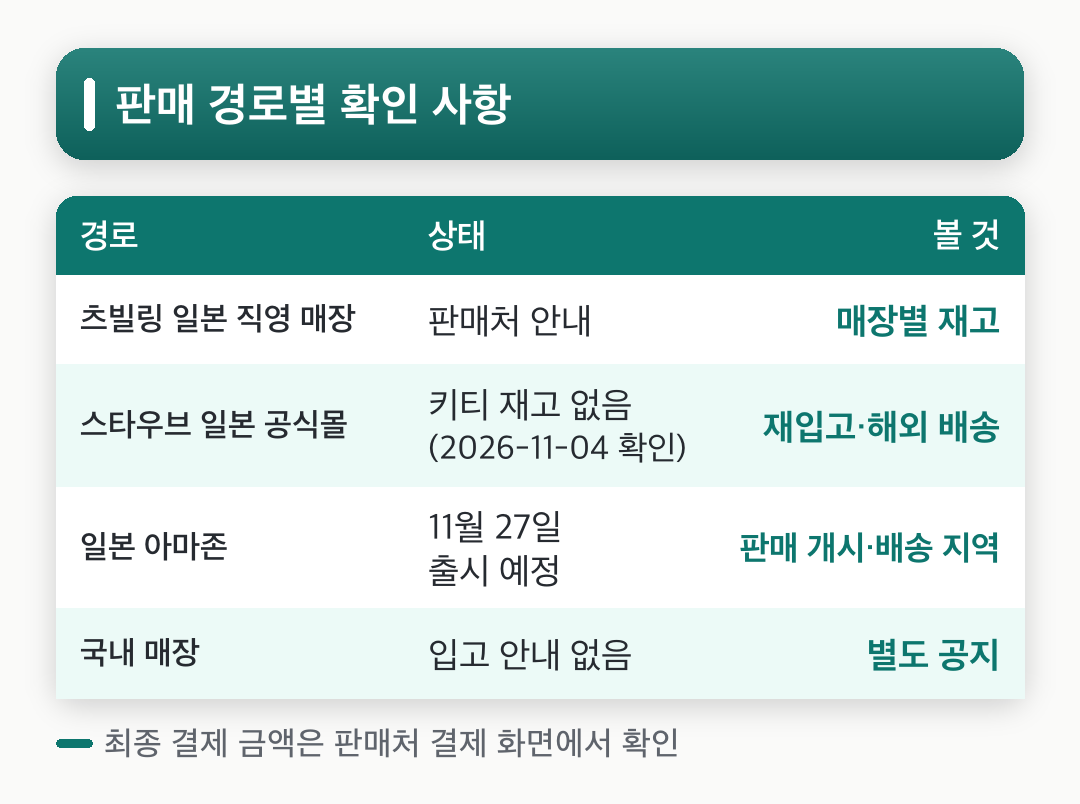 판매 경로별 확인 사항
경로 상태 볼 것
츠빌링 일본 직영 매장 판매처 안내 매장별 재고
스타우브 일본 공식몰 키티 재고 없음
(2026-11-04 확인) 재입고·해외 배송
일본 아마존 11월 27일
출시 예정 판매 개시·배송 지역
국내 매장 입고 안내 없음 별도 공지
최종 결제 금액은 판매처 결제 화면에서 확인